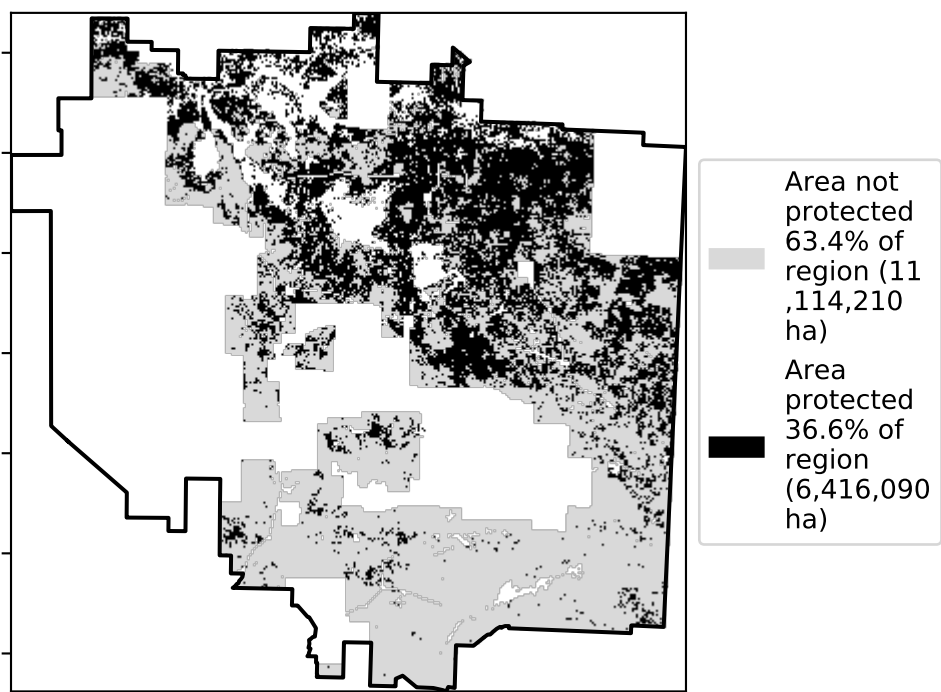 Area not
protected
63.4% of
region (11
,114,210
ha)
Area
protected
36.6% of
region
(6,416,090
ha)